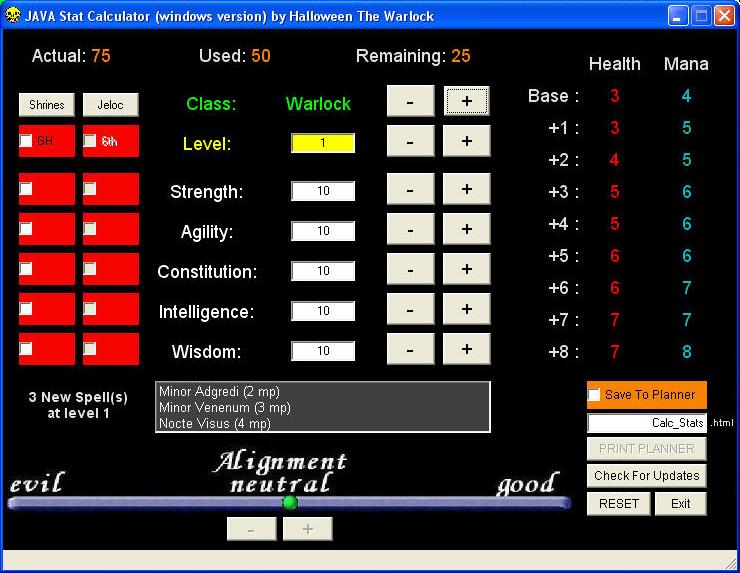 JAVA Stat Calculator (windows version) by Halloween The Warlock
Actual: 75 Used: 50 Remaining: 25
Health Mana
Shrines Jeloc Class: Warlock - +
Base : 3 4
GH 6th Level: 1 - +
+1 : 3 5
+2 : 4 5
Strength: 10 - +
+3 : 5 6
Agility: 10 - +
+4 : 5 6
Constitution: 10 - +
+5 : 6 6
+6 : 6 7
Intelligence: 10 - +
+7 : 7 7
Wisdom: 10 - +
+8 : 7 8
3 New Spell(s)
at level 1
Minor Adgredi (2 mp)
Minor Venenum (3 mp)
Nocte Visus (4 mp)
Save To Planner
Calc_Stats .html
PRINT PLANNER
Check For Updates
RESET Exit
Alignment
evil neutral good
- +